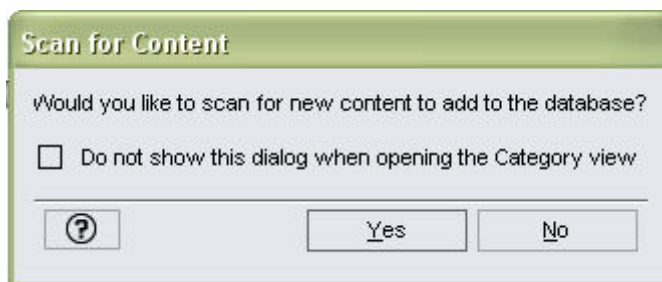 Scan for Content
Would you like to scan for new content to add to the database?
Do not show this dialog when opening the Category view
? Yes No